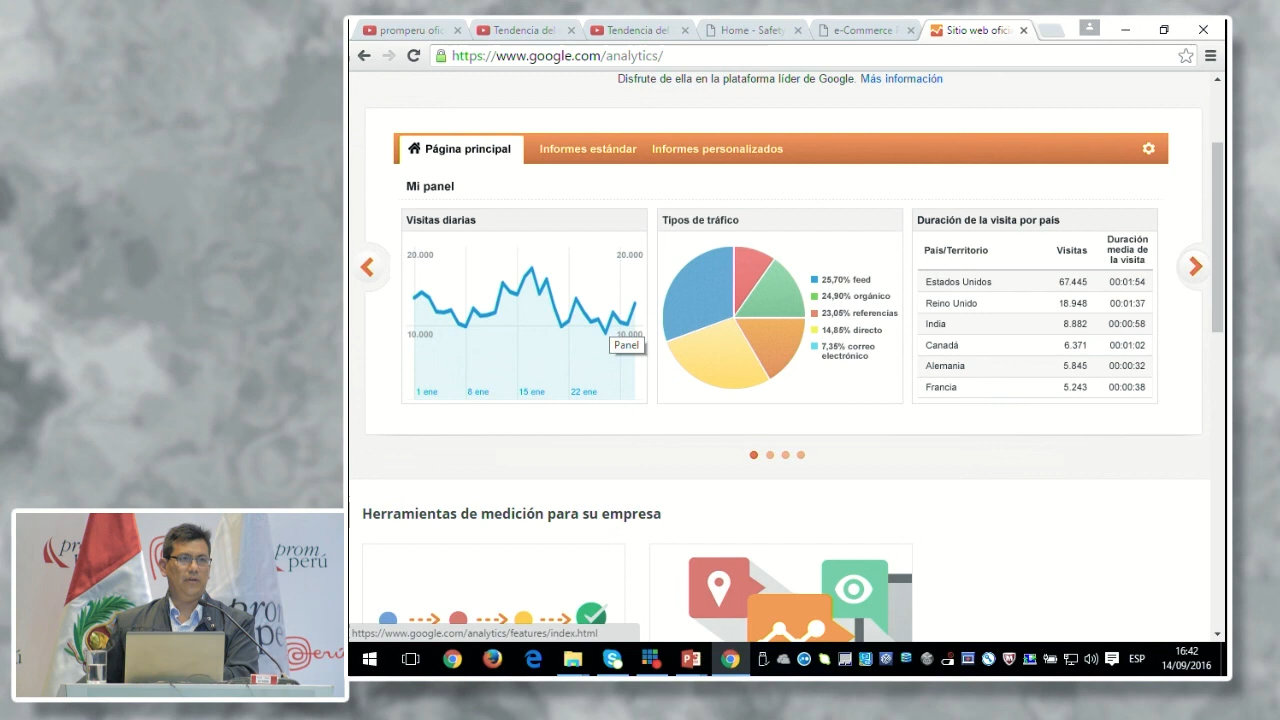 promperu ofic
Tendencia del
Tendencia del
Home - Safety
e-Commerce
Sitio web ofici
https://www.google.com/analytics/
Disfrute de ella en la plataforma líder de Google. Más información
Página principal
Informes estándar
Informes personalizados
Mi panel
Visitas diarias
20.000
20.000
10.000
10.000
Panel
1 ene
8 ene
15 ene
22 ene
Tipos de tráfico
25,70% feed
24,90% orgánico
23,05% referencias
14,85% directo
7,35% correo
electrónico
Duración de la visita por país
País/Territorio Visitas Duración
media de
la visita
Estados Unidos 67.445 00:01:54
Reino Unido 18.948 00:01:37
India 8.882 00:00:58
Canadá 6.371 00:01:02
Alemania 5.845 00:00:32
Francia 5.243 00:00:38
Herramientas de medición para su empresa
https://www.google.com/analytics/features/index.html
ESP
16:42
14/09/2016
prom
perú